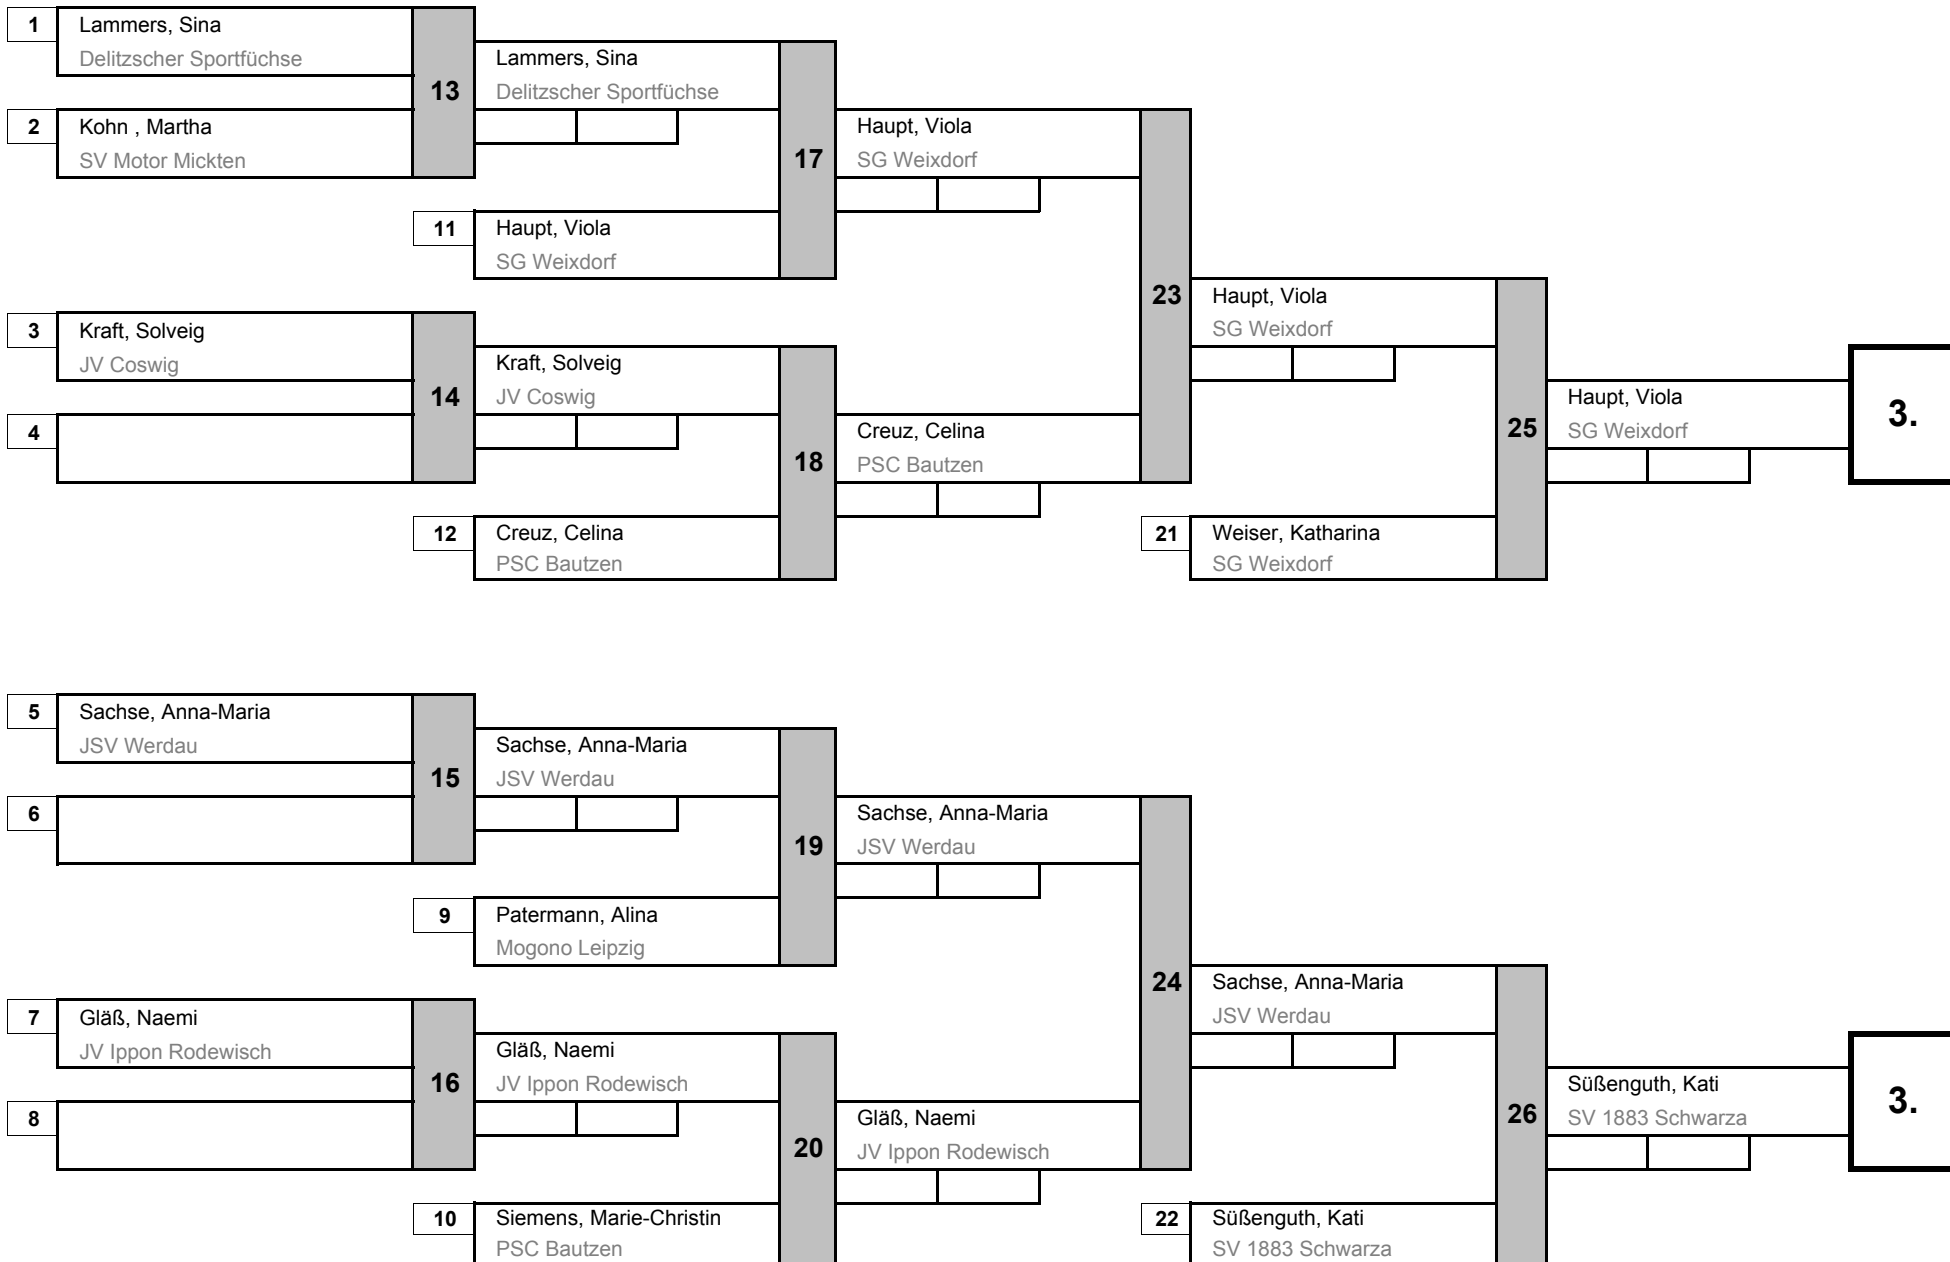 1 Lammers, Sina
Delitzscher Sportfüchse
13
Lammers, Sina
Delitzscher Sportfüchse
2 Kohn , Martha
SV Motor Mickten
17
Haupt, Viola
SG Weixdorf
11 Haupt, Viola
SG Weixdorf
23
Haupt, Viola
SG Weixdorf
3 Kraft, Solveig
JV Coswig
14
Kraft, Solveig
JV Coswig
4
18
Creuz, Celina
PSC Bautzen
25
Haupt, Viola
SG Weixdorf
3.
12 Creuz, Celina
PSC Bautzen
21 Weiser, Katharina
SG Weixdorf
5 Sachse, Anna-Maria
JSV Werdau
15
Sachse, Anna-Maria
JSV Werdau
6
19
Sachse, Anna-Maria
JSV Werdau
9 Patermann, Alina
Mogono Leipzig
24
Sachse, Anna-Maria
JSV Werdau
7 Gläß, Naemi
JV Ippon Rodewisch
16
Gläß, Naemi
JV Ippon Rodewisch
8
20
Gläß, Naemi
JV Ippon Rodewisch
26
Süßenguth, Kati
SV 1883 Schwarza
3.
10 Siemens, Marie-Christin
PSC Bautzen
22 Süßenguth, Kati
SV 1883 Schwarza